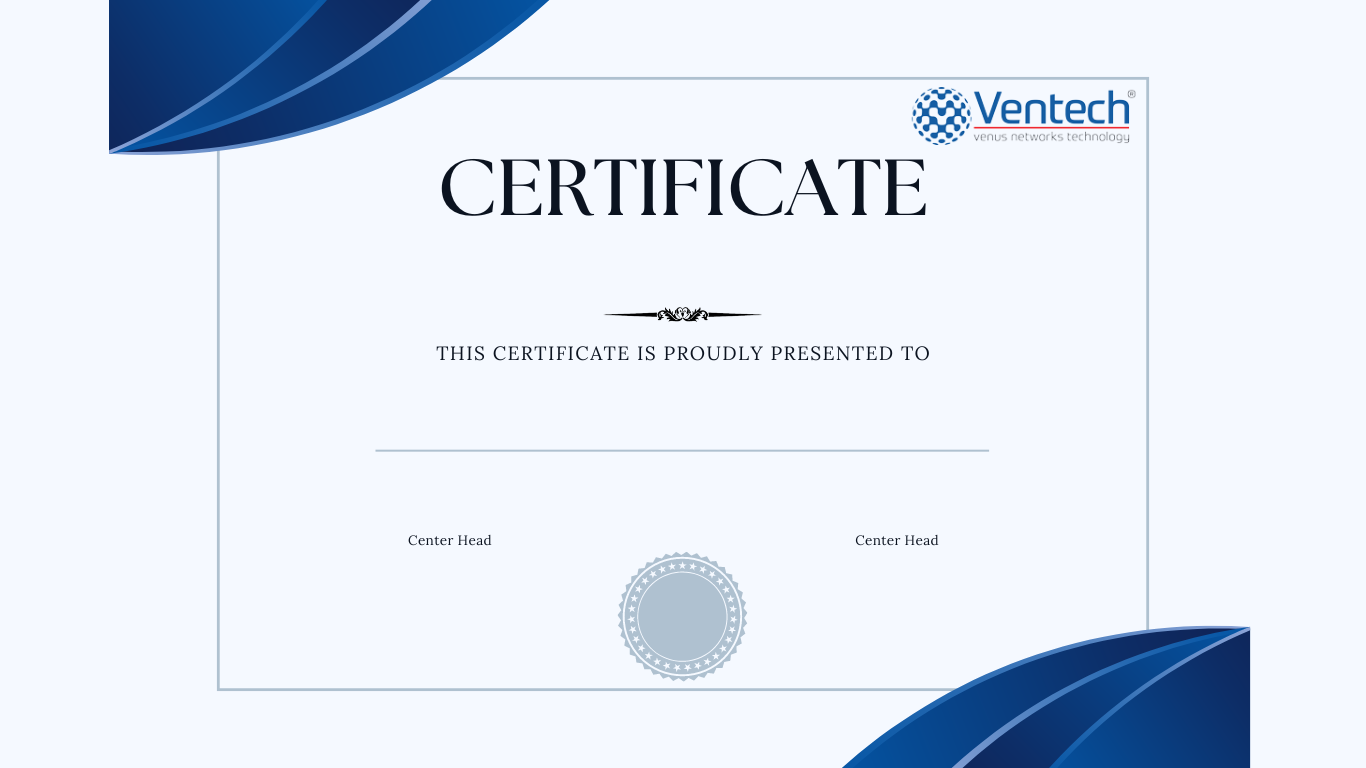 Ventech®
venus networks technology
CERTIFICATE
THIS CERTIFICATE IS PROUDLY PRESENTED TO
Center Head Center Head